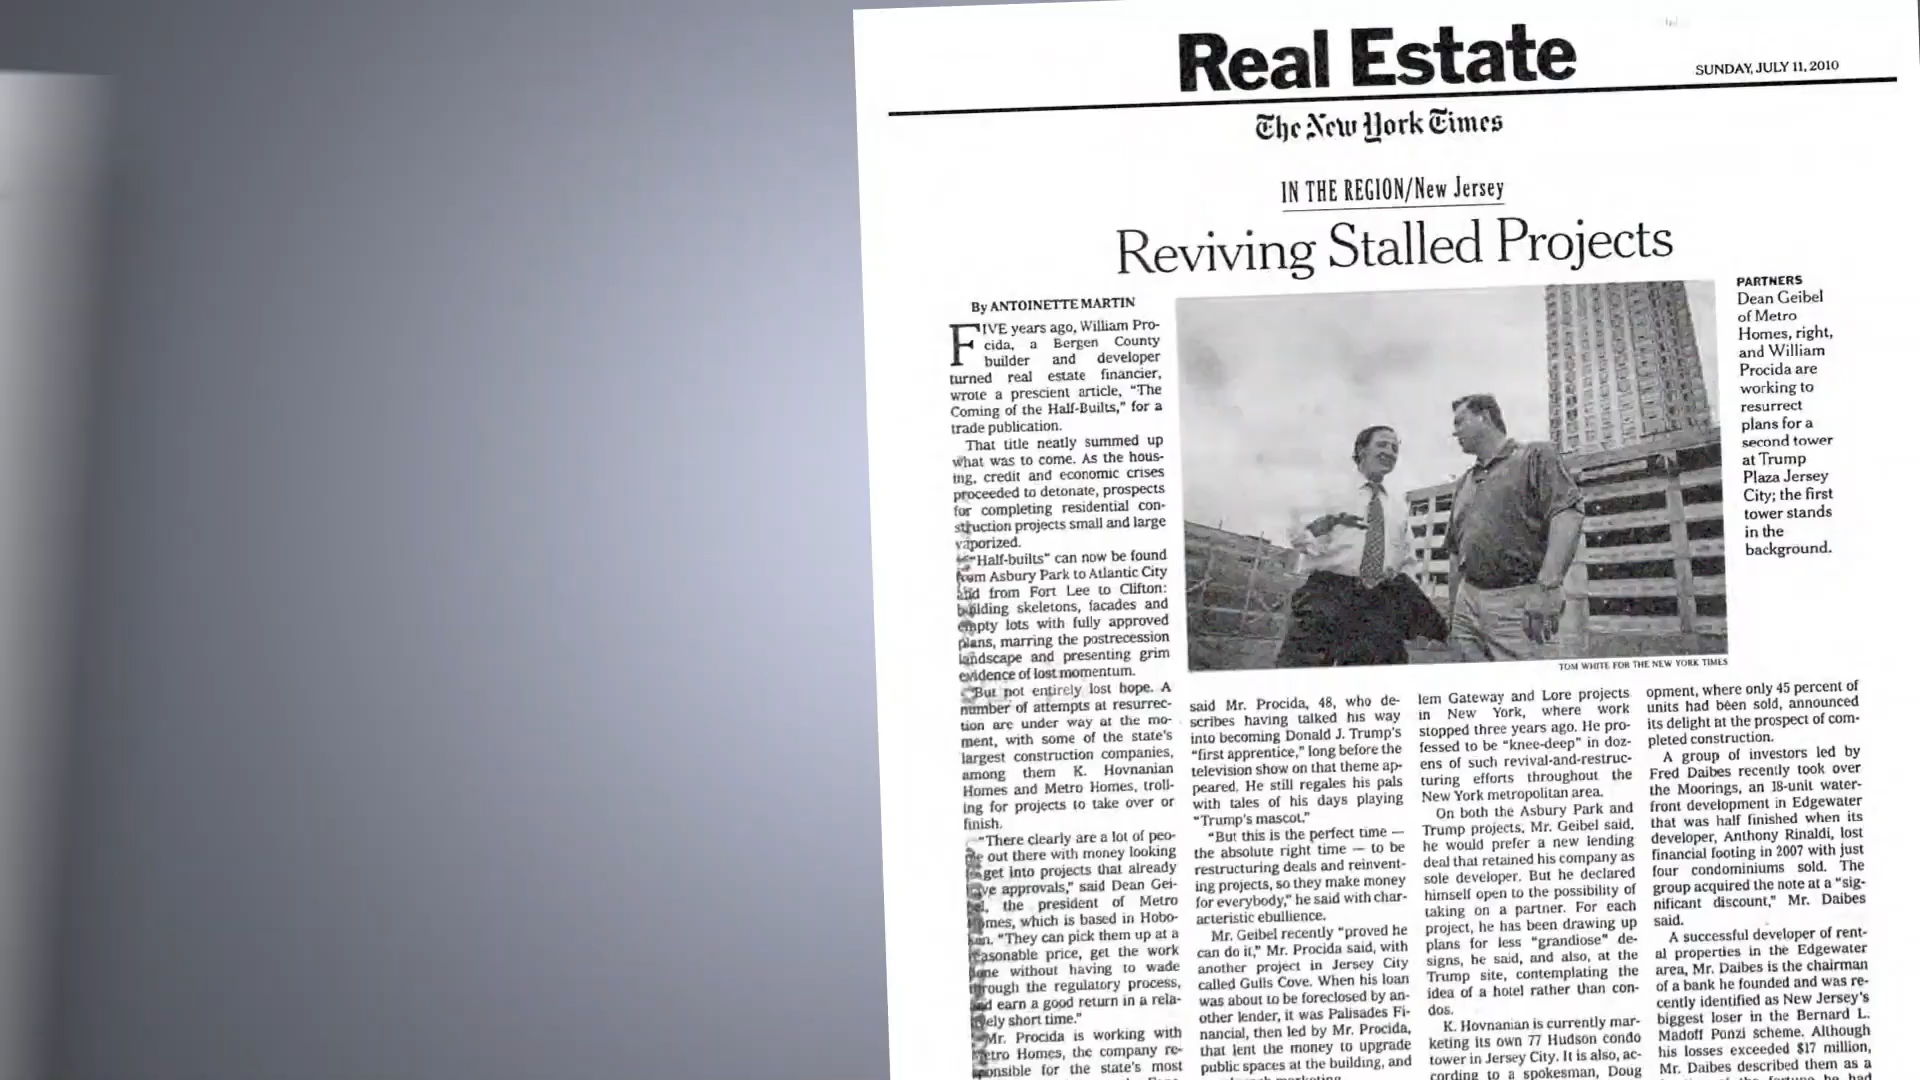 Real Estate
SUNDAY, JULY 11, 2010
The New York Times
IN THE REGION/New Jersey
Reviving Stalled Projects
By ANTOINETTE MARTIN
FIVE years ago, William Pro-
cida, a Bergen County
builder and developer
turned real estate financier,
wrote a prescient article, “The
Coming of the Half-Builts,” for a
trade publication.
That title neatly summed up
what was to come. As the hous-
ing, credit and economic crises
proceeded to detonate, prospects
for completing residential con-
struction projects small and large
vaporized.
“Half-builts” can now be found
from Asbury Park to Atlantic City
and from Fort Lee to Clifton:
building skeletons, facades and
empty lots with fully approved
plans, marring the postrecession
landscape and presenting grim
evidence of lost momentum.
But not entirely lost hope. A
number of attempts at resurrec-
tion are under way at the mo-
ment, with some of the state’s
largest construction companies,
among them K. Hovnanian
Homes and Metro Homes, troll-
ing for projects to take over or
finish.
“There clearly are a lot of peo-
out there with money looking
get into projects that already
approvals,” said Dean Gei-
the president of Metro
Homes, which is based in Hobo-
ken. “They can pick them up at a
reasonable price, get the work
done without having to wade
through the regulatory process,
and earn a good return in a rela-
tively short time.”
Mr. Procida is working with
Metro Homes, the company re-
sponsible for the state’s most
PARTNERS
Dean Geibel
of Metro
Homes, right,
and William
Procida are
working to
resurrect
plans for a
second tower
at Trump
Plaza Jersey
City; the first
tower stands
in the
background.
TOM WHITE FOR THE NEW YORK TIMES
said Mr. Procida, 48, who de-
scribes having talked his way
into becoming Donald J. Trump’s
“first apprentice,” long before the
television show on that theme ap-
peared. He still regales his pals
with tales of his days playing
“Trump’s mascot.”
“But this is the perfect time —
the absolute right time — to be
restructuring deals and reinvent-
ing projects, so they make money
for everybody,” he said with char-
acteristic ebullience.
Mr. Geibel recently “proved he
can do it,” Mr. Procida said, with
another project in Jersey City
called Gulls Cove. When his loan
was about to be foreclosed by an-
other lender, it was Palisades Fi-
nancial, then led by Mr. Procida,
that lent the money to upgrade
public spaces at the building, and
lem Gateway and Lore projects
in New York, where work
stopped three years ago. He pro-
fessed to be “knee-deep” in doz-
ens of such revival-and-restruc-
turing efforts throughout the
New York metropolitan area.
On both the Asbury Park and
Trump projects, Mr. Geibel said,
he would prefer a new lending
deal that retained his company as
sole developer. But he declared
himself open to the possibility of
taking on a partner. For each
project, he has been drawing up
plans for less “grandiose” de-
signs, he said, and also, at the
Trump site, contemplating the
idea of a hotel rather than con-
dos.
K. Hovnanian is currently mar-
keting its own 77 Hudson condo
tower in Jersey City. It is also, ac-
cording to a spokesman, Doug
opment, where only 45 percent of
units had been sold, announced
its delight at the prospect of com-
pleted construction.
A group of investors led by
Fred Daibes recently took over
the Moorings, an 18-unit water-
front development in Edgewater
that was half finished when its
developer, Anthony Rinaldi, lost
financial footing in 2007 with just
four condominiums sold. The
group acquired the note at a “sig-
nificant discount,” Mr. Daibes
said.
A successful developer of rent-
al properties in the Edgewater
area, Mr. Daibes is the chairman
of a bank he founded and was re-
cently identified as New Jersey’s
biggest loser in the Bernard L.
Madoff Ponzi scheme. Although
his losses exceeded $17 million,
Mr. Daibes described them as a